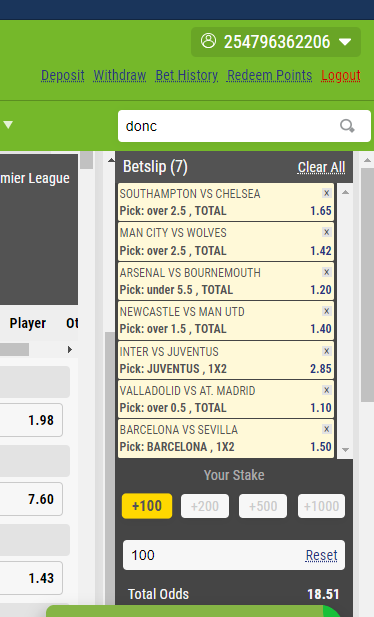 254796362206
Deposit Withdraw Bet History Redeem Points Logout
donc
mier League
Betslip (7) Clear All
SOUTHAMPTON VS CHELSEA x
Pick: over 2.5 , TOTAL 1.65
MAN CITY VS WOLVES x
Pick: over 2.5 , TOTAL 1.42
ARSENAL VS BOURNEMOUTH x
Pick: under 5.5 , TOTAL 1.20
NEWCASTLE VS MAN UTD x
Pick: over 1.5 , TOTAL 1.40
INTER VS JUVENTUS x
Pick: JUVENTUS , 1X2 2.85
VALLADOLID VS AT. MADRID x
Pick: over 0.5 , TOTAL 1.10
BARCELONA VS SEVILLA x
Pick: BARCELONA , 1X2 1.50
Player Ot
1.98
7.60
1.43
Your Stake
+100 +200 +500 +1000
100 Reset
Total Odds 18.51